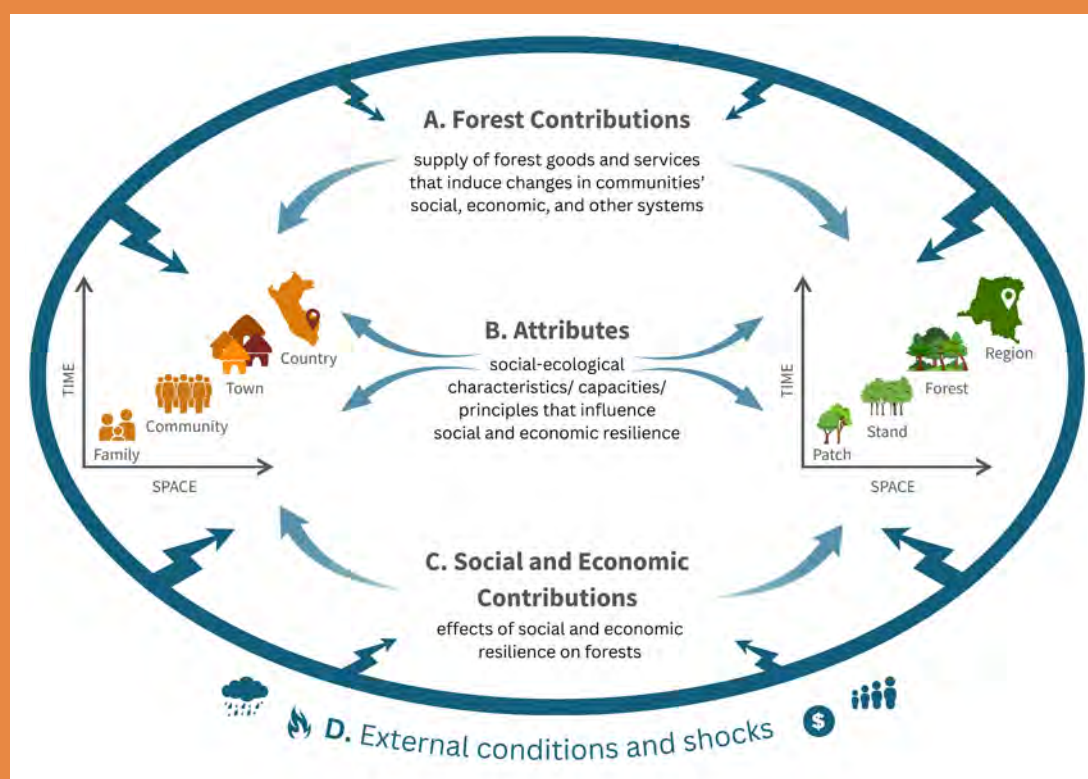 A. Forest Contributions
supply of forest goods and services
that induce changes in communities'
social, economic, and other systems
TIME
Family
Community
Town
Country
SPACE
B. Attributes
social-ecological
characteristics/ capacities/
principles that influence
social and economic resilience
TIME
Patch
Stand
Forest
Region
SPACE
C. Social and Economic
Contributions
effects of social and economic
resilience on forests
$
D. External conditions and shocks